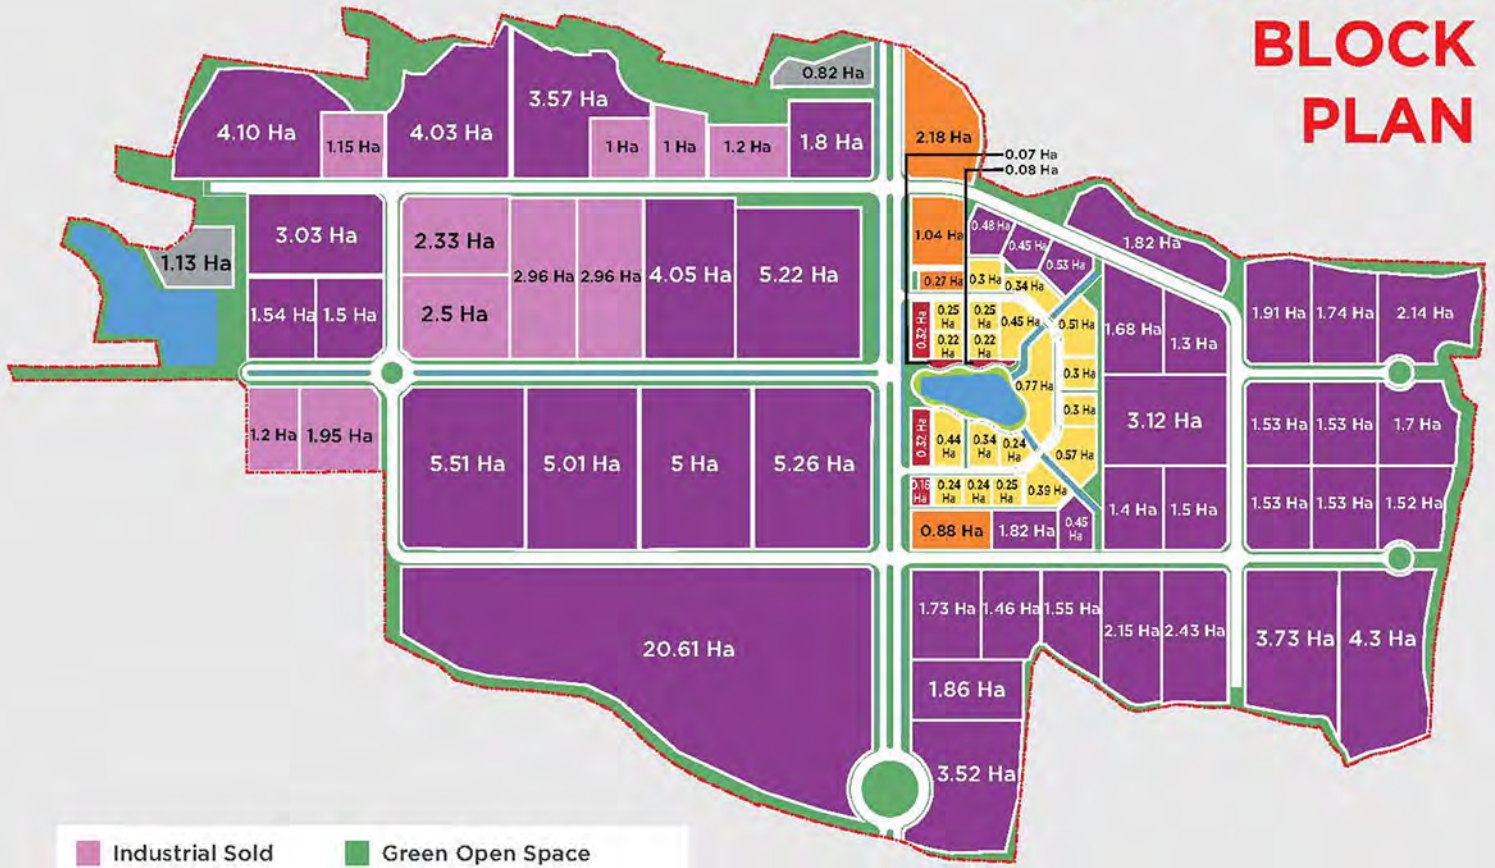 BLOCK
PLAN
0.82 Ha
3.57 Ha
4.10 Ha
1.15 Ha
4.03 Ha
1 Ha
1 Ha
1.2 Ha
1.8 Ha
2.18 Ha
0.07 Ha
0.08 Ha
3.03 Ha
2.33 Ha
1.04 Ha
0.48 Ha
0.45 Ha
0.53 Ha
1.82 Ha
1.13 Ha
2.96 Ha
2.96 Ha
4.05 Ha
5.22 Ha
0.27 Ha
0.3 Ha
0.34 Ha
1.54 Ha
1.5 Ha
2.5 Ha
0.32 Ha
0.25
Ha
0.25
Ha
0.45 Ha
0.51 Ha
0.22
Ha
0.22
Ha
1.68 Ha
1.3 Ha
1.91 Ha
1.74 Ha
2.14 Ha
0.77 Ha
0.3 Ha
0.3 Ha
3.12 Ha
1.2 Ha
1.95 Ha
5.51 Ha
5.01 Ha
5 Ha
5.26 Ha
0.32 Ha
0.44
Ha
0.34
Ha
0.24
Ha
0.57 Ha
1.53 Ha
1.53 Ha
1.7 Ha
0.16
Ha
0.24
Ha
0.24
Ha
0.25
Ha
0.39 Ha
1.4 Ha
1.5 Ha
1.53 Ha
1.53 Ha
1.52 Ha
0.88 Ha
1.82 Ha
0.45
Ha
20.61 Ha
1.73 Ha
1.46 Ha
1.55 Ha
2.15 Ha
2.43 Ha
3.73 Ha
4.3 Ha
1.86 Ha
3.52 Ha
Industrial Sold
Green Open Space